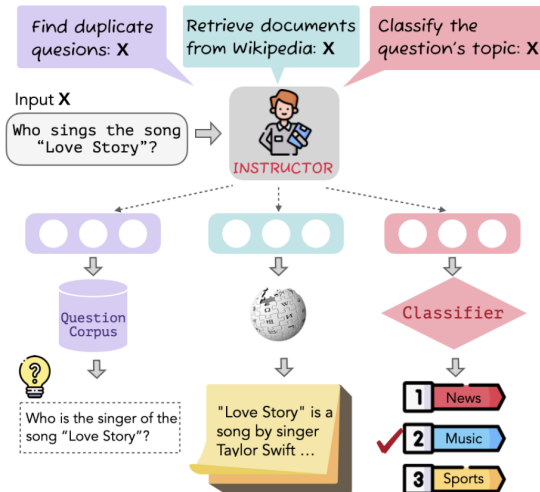 Find duplicate
quesions: X
Retrieve documents
from Wikipedia: X
Classify the
question's topic: X
Input X
Who sings the song
“Love Story”?
INSTRUCTOR
Question
Corpus
Classifier
?
Who is the singer of the
song “Love Story”?
"Love Story" is a
song by singer
Taylor Swift ...
1 News
2 Music
3 Sports